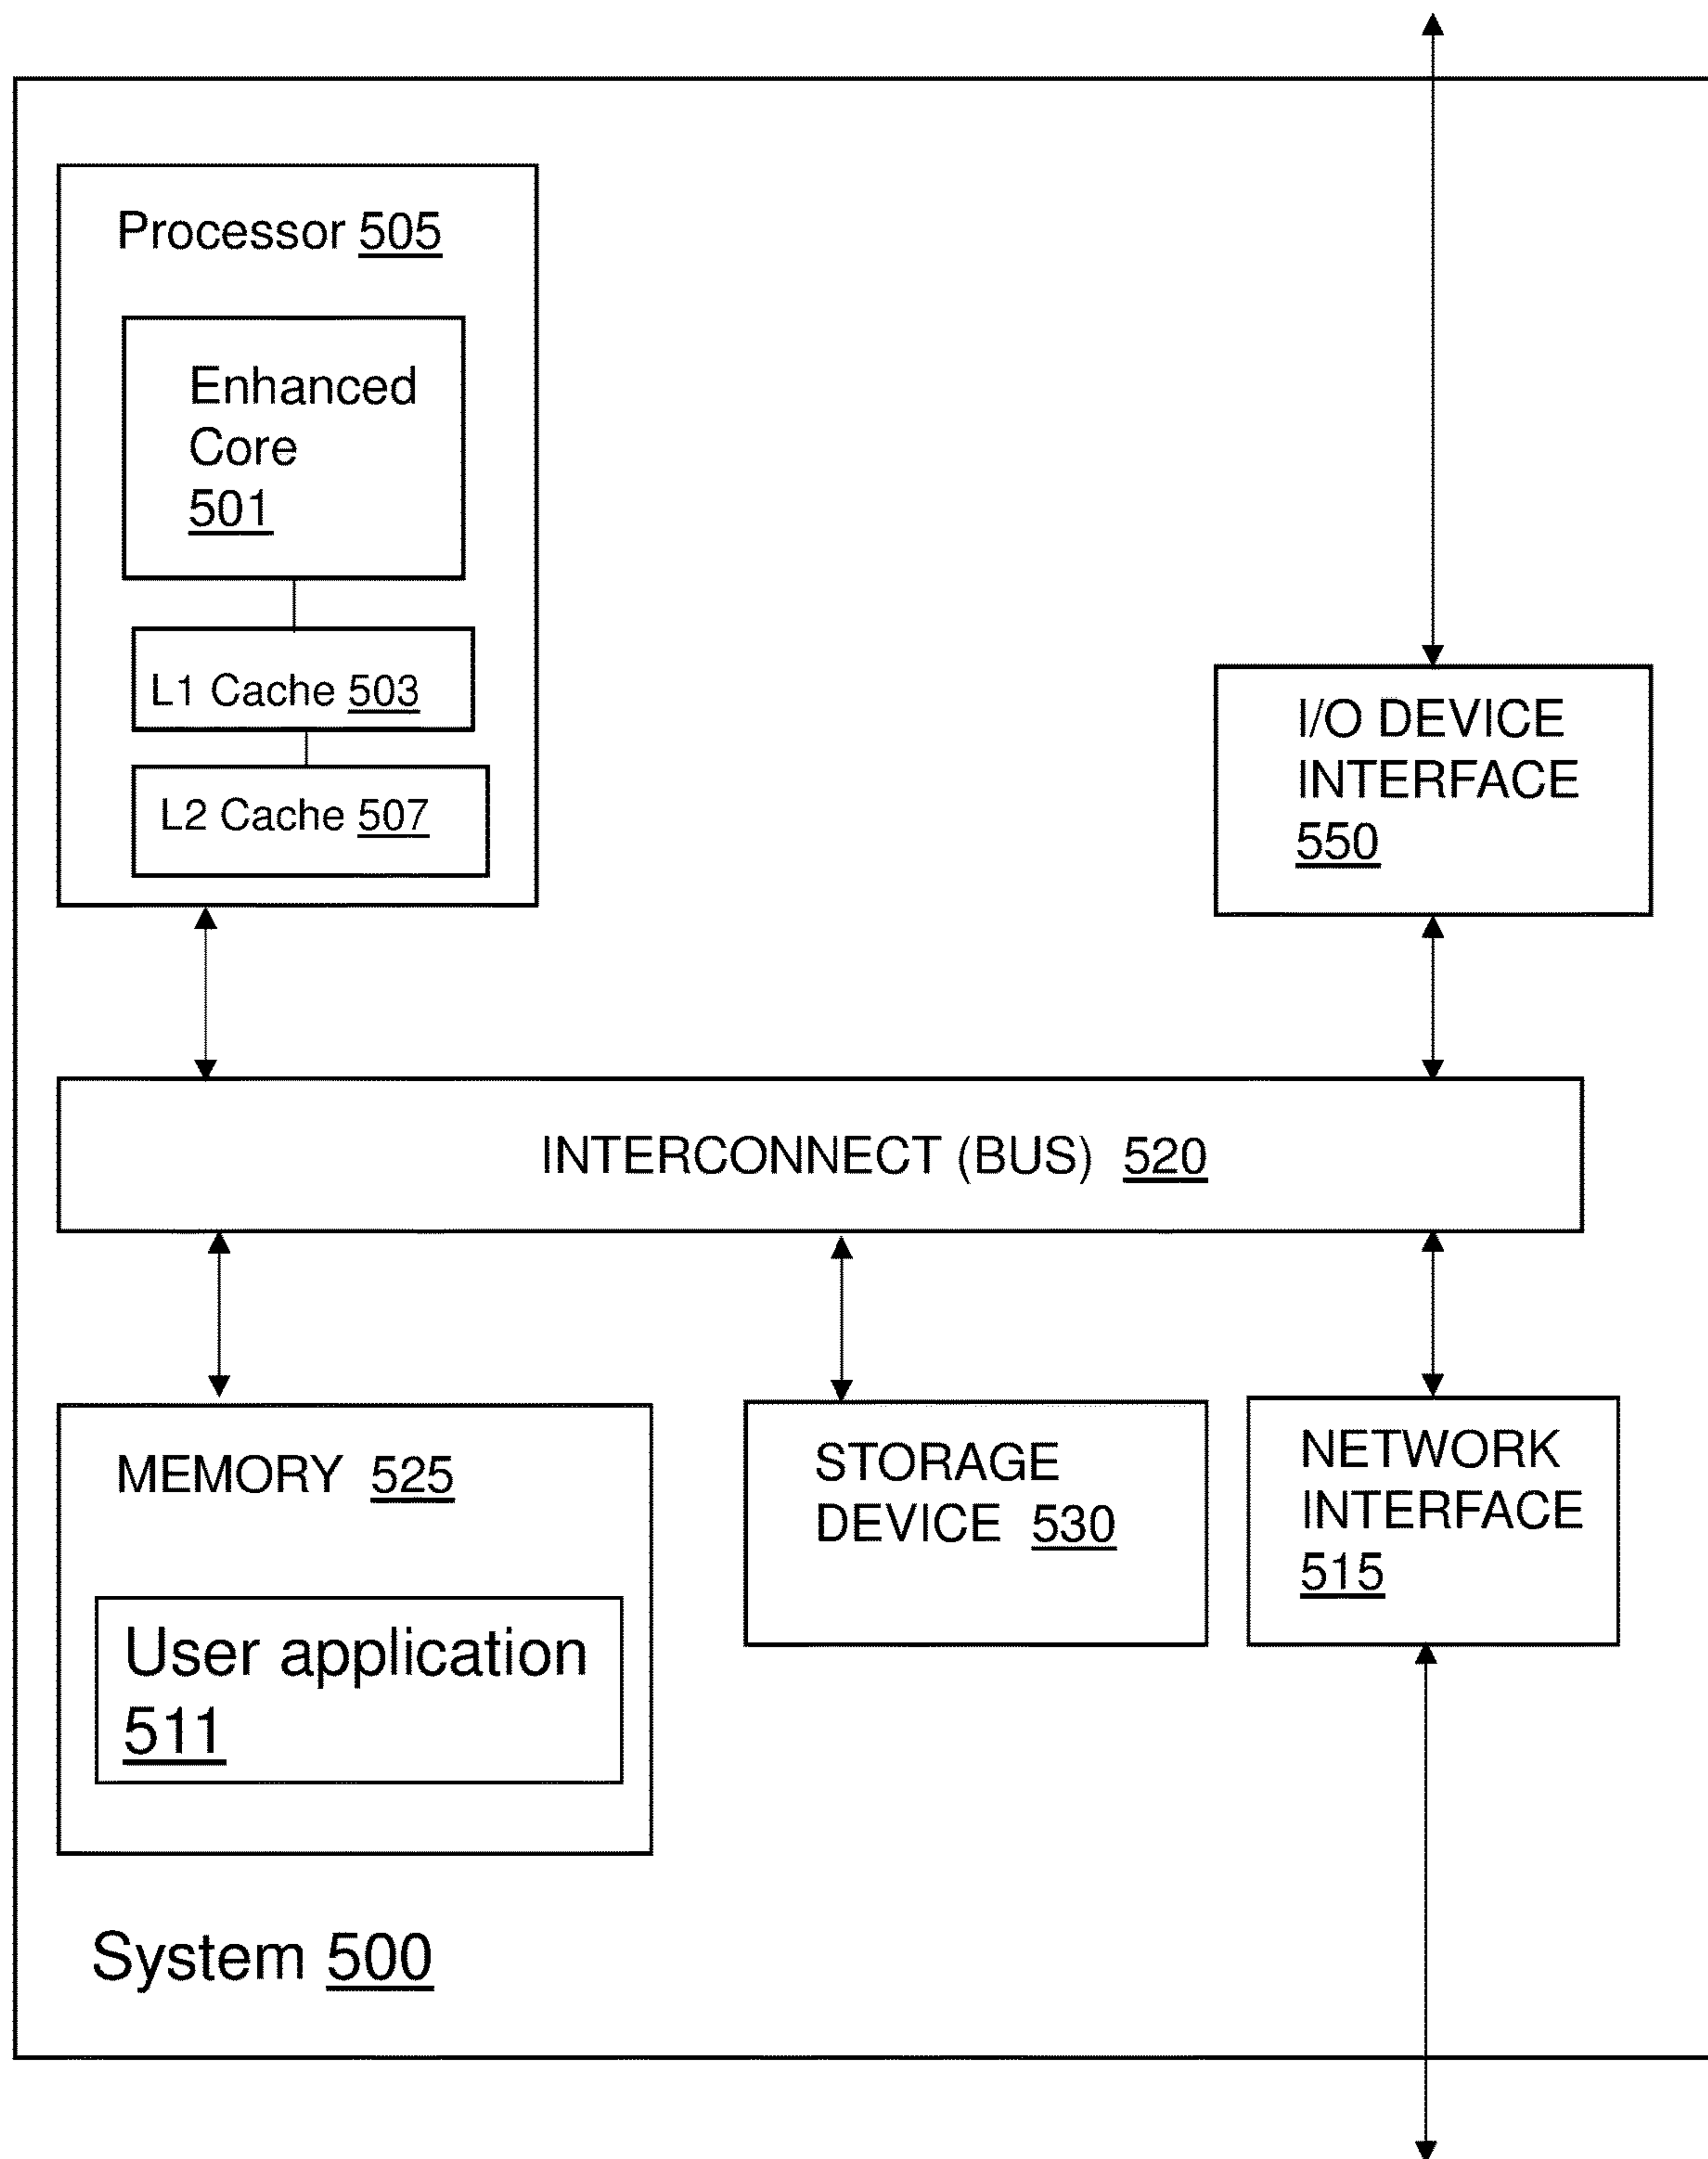 Processor 505
Enhanced
Core
501
L1 Cache 503
L2 Cache 507
I/O DEVICE
INTERFACE
550
INTERCONNECT (BUS) 520
MEMORY 525
User application
511
STORAGE
DEVICE 530
NETWORK
INTERFACE
515
System 500